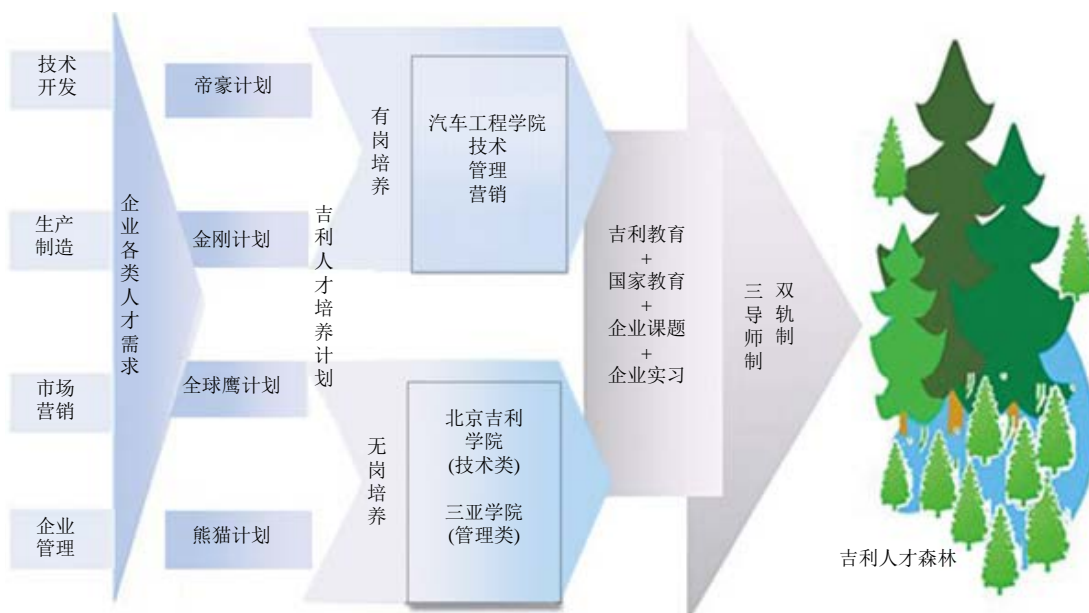 技术
开发
生产
制造
市场
营销
企业
管理
企业各类人才需求
帝豪计划
金刚计划
全球鹰计划
熊猫计划
吉利人才培养计划
有岗培养
汽车工程学院
技术
管理
营销
无岗培养
北京吉利
学院
(技术类)
三亚学院
(管理类)
吉利教育
+
国家教育
+
企业课题
+
企业实习
双轨制
三导师制
吉利人才森林